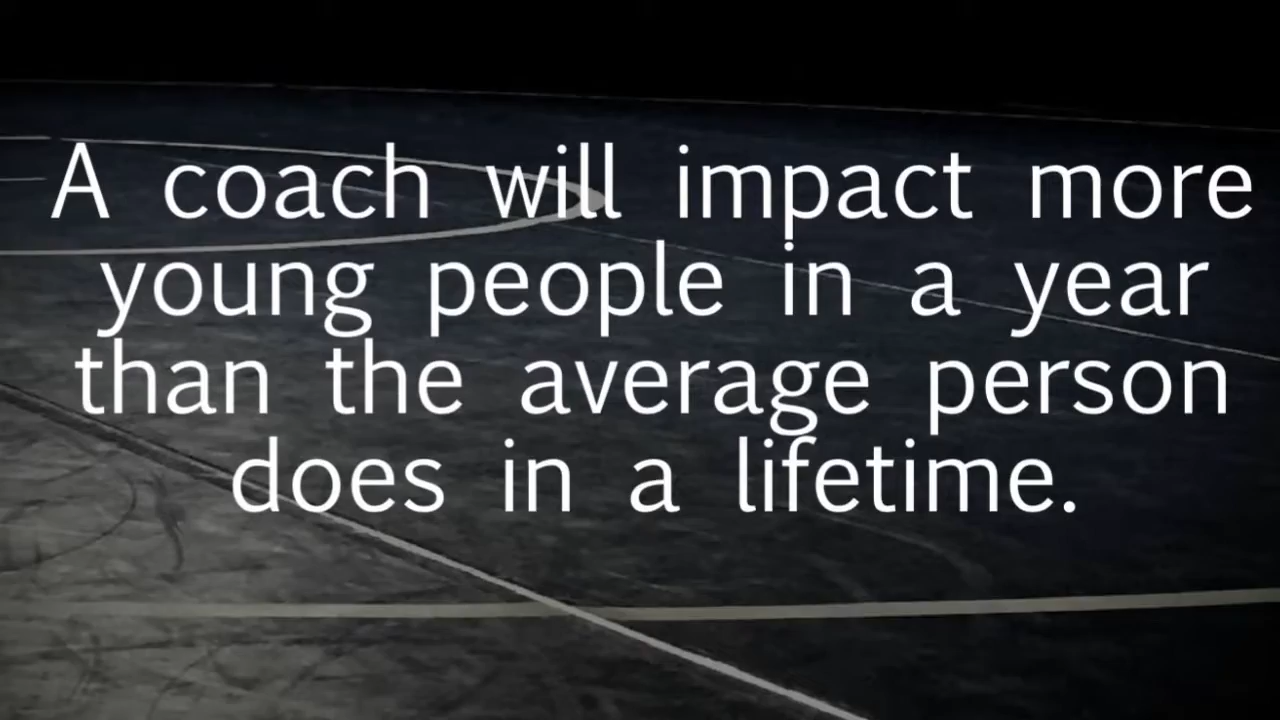 A coach will impact more
young people in a year
than the average person
does in a lifetime.